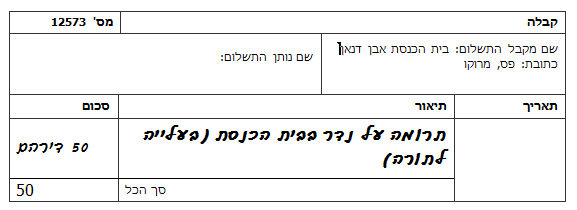 קבלה מס' 12573
שם מקבל התשלום: בית הכנסת אבן דנאן
כתובת: פס, מרוקו
שם נותן התשלום:
תאריך תיאור סכום
תרומה על נדר בבית הכנסת (בעלייה
לתורה)
50 דירהם
סך הכל 50